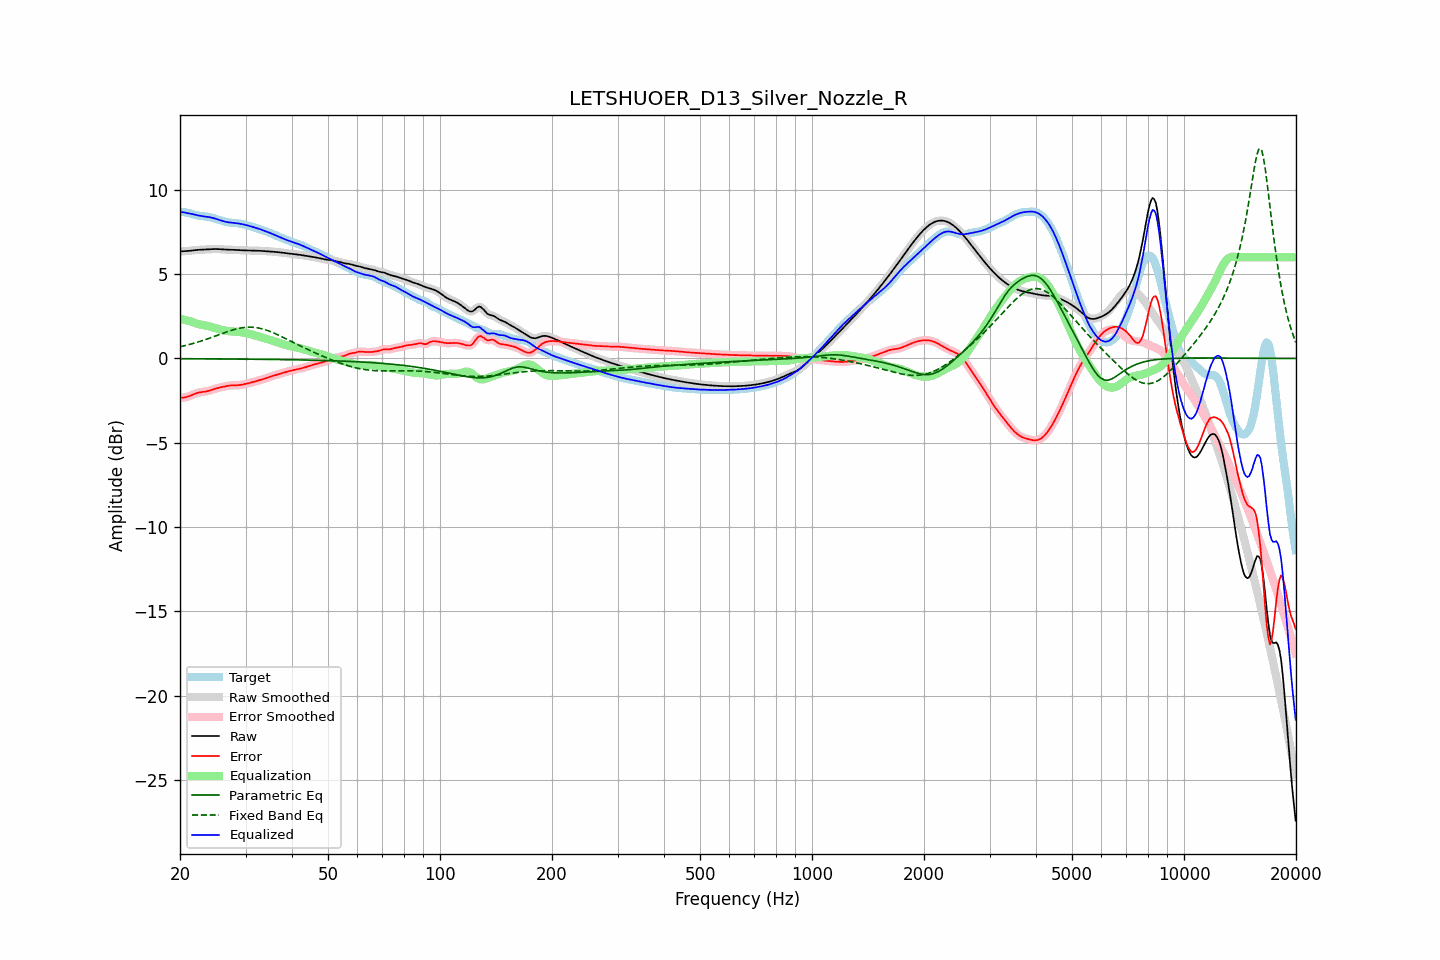 LETSHUOER_D13_Silver_Nozzle_R
Amplitude (dBr)
10
5
0
−5
−10
−15
−20
−25
Target
Raw Smoothed
Error Smoothed
Raw
Error
Equalization
Parametric Eq
Fixed Band Eq
Equalized
20 50 100 200 500 1000 2000 5000 10000 20000
Frequency (Hz)